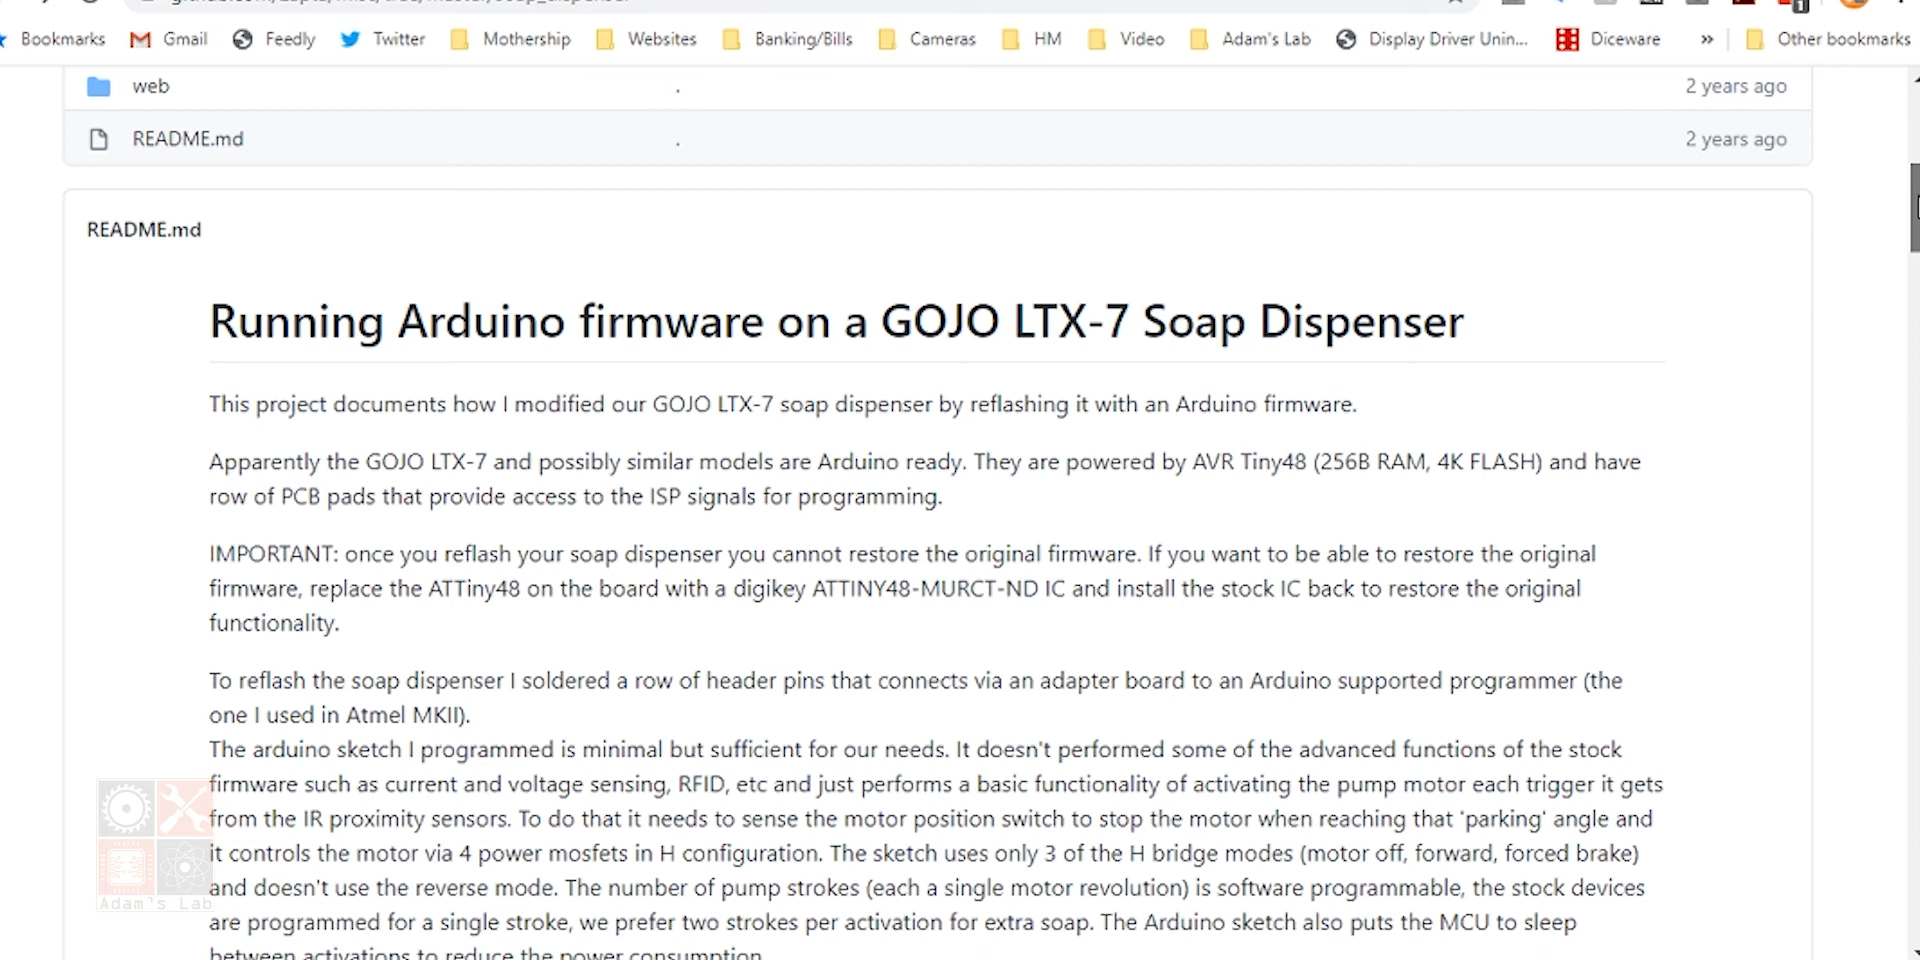 Bookmarks Gmail Feedly Twitter Mothership Websites Banking/Bills Cameras HM Video Adam's Lab Display Driver Unin... Diceware » Other bookmarks
web . 2 years ago
README.md . 2 years ago
README.md
Running Arduino firmware on a GOJO LTX-7 Soap Dispenser
This project documents how I modified our GOJO LTX-7 soap dispenser by reflashing it with an Arduino firmware.
Apparently the GOJO LTX-7 and possibly similar models are Arduino ready. They are powered by AVR Tiny48 (256B RAM, 4K FLASH) and have
row of PCB pads that provide access to the ISP signals for programming.
IMPORTANT: once you reflash your soap dispenser you cannot restore the original firmware. If you want to be able to restore the original
firmware, replace the ATTiny48 on the board with a digikey ATTINY48-MURCT-ND IC and install the stock IC back to restore the original
functionality.
To reflash the soap dispenser I soldered a row of header pins that connects via an adapter board to an Arduino supported programmer (the
one I used in Atmel MKII).
The arduino sketch I programmed is minimal but sufficient for our needs. It doesn't performed some of the advanced functions of the stock
firmware such as current and voltage sensing, RFID, etc and just performs a basic functionality of activating the pump motor each trigger it gets
from the IR proximity sensors. To do that it needs to sense the motor position switch to stop the motor when reaching that 'parking' angle and
it controls the motor via 4 power mosfets in H configuration. The sketch uses only 3 of the H bridge modes (motor off, forward, forced brake)
and doesn't use the reverse mode. The number of pump strokes (each a single motor revolution) is software programmable, the stock devices
are programmed for a single stroke, we prefer two strokes per activation for extra soap. The Arduino sketch also puts the MCU to sleep
between activations to reduce the power consumption
Adam's Lab